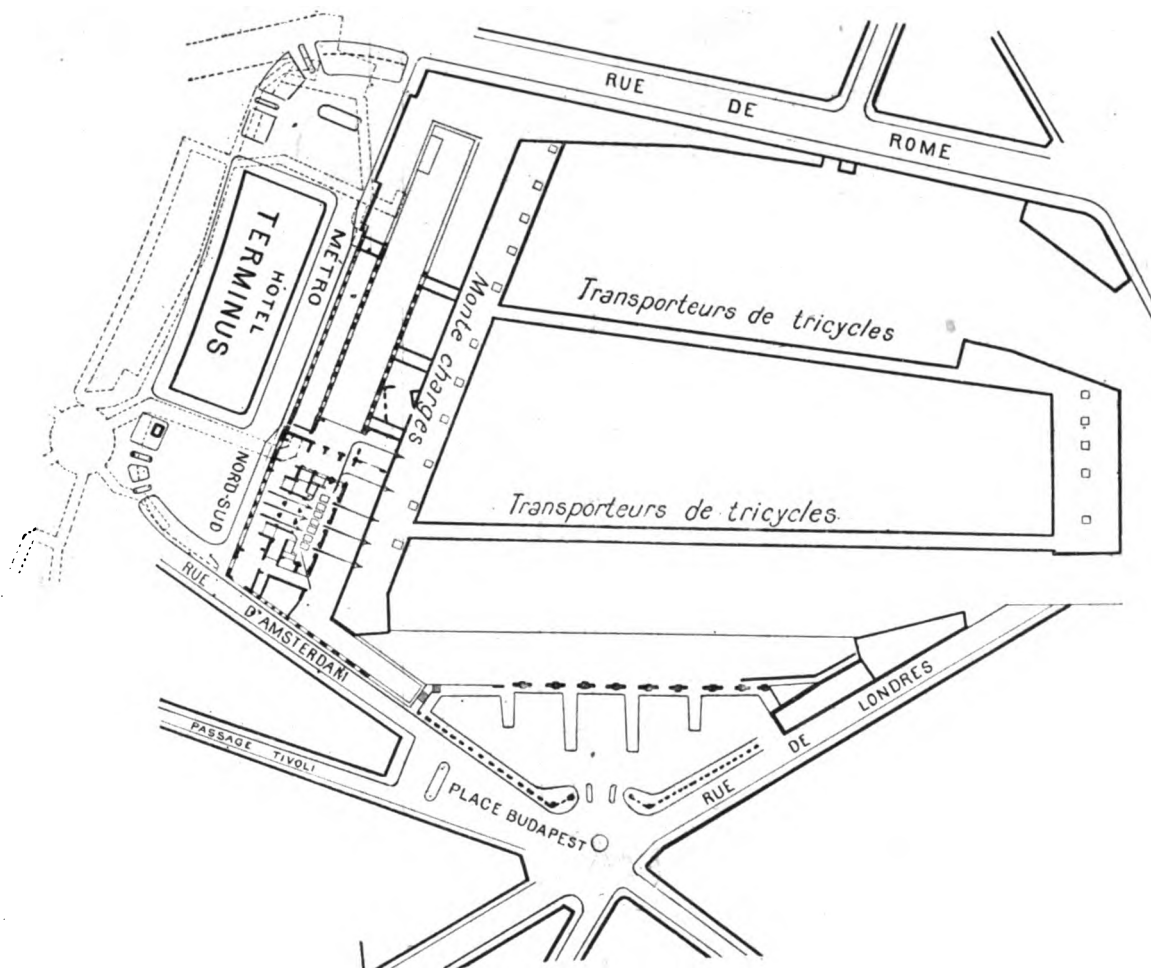 RUE DE ROME
HÔTEL
TERMINUS
MÉTRO
Monte charges
Transporteurs de tricycles
NORD-SUD
Transporteurs de tricycles.
RUE D'AMSTERDAM
RUE DE LONDRES
PASSAGE TIVOLI
PLACE BUDAPEST